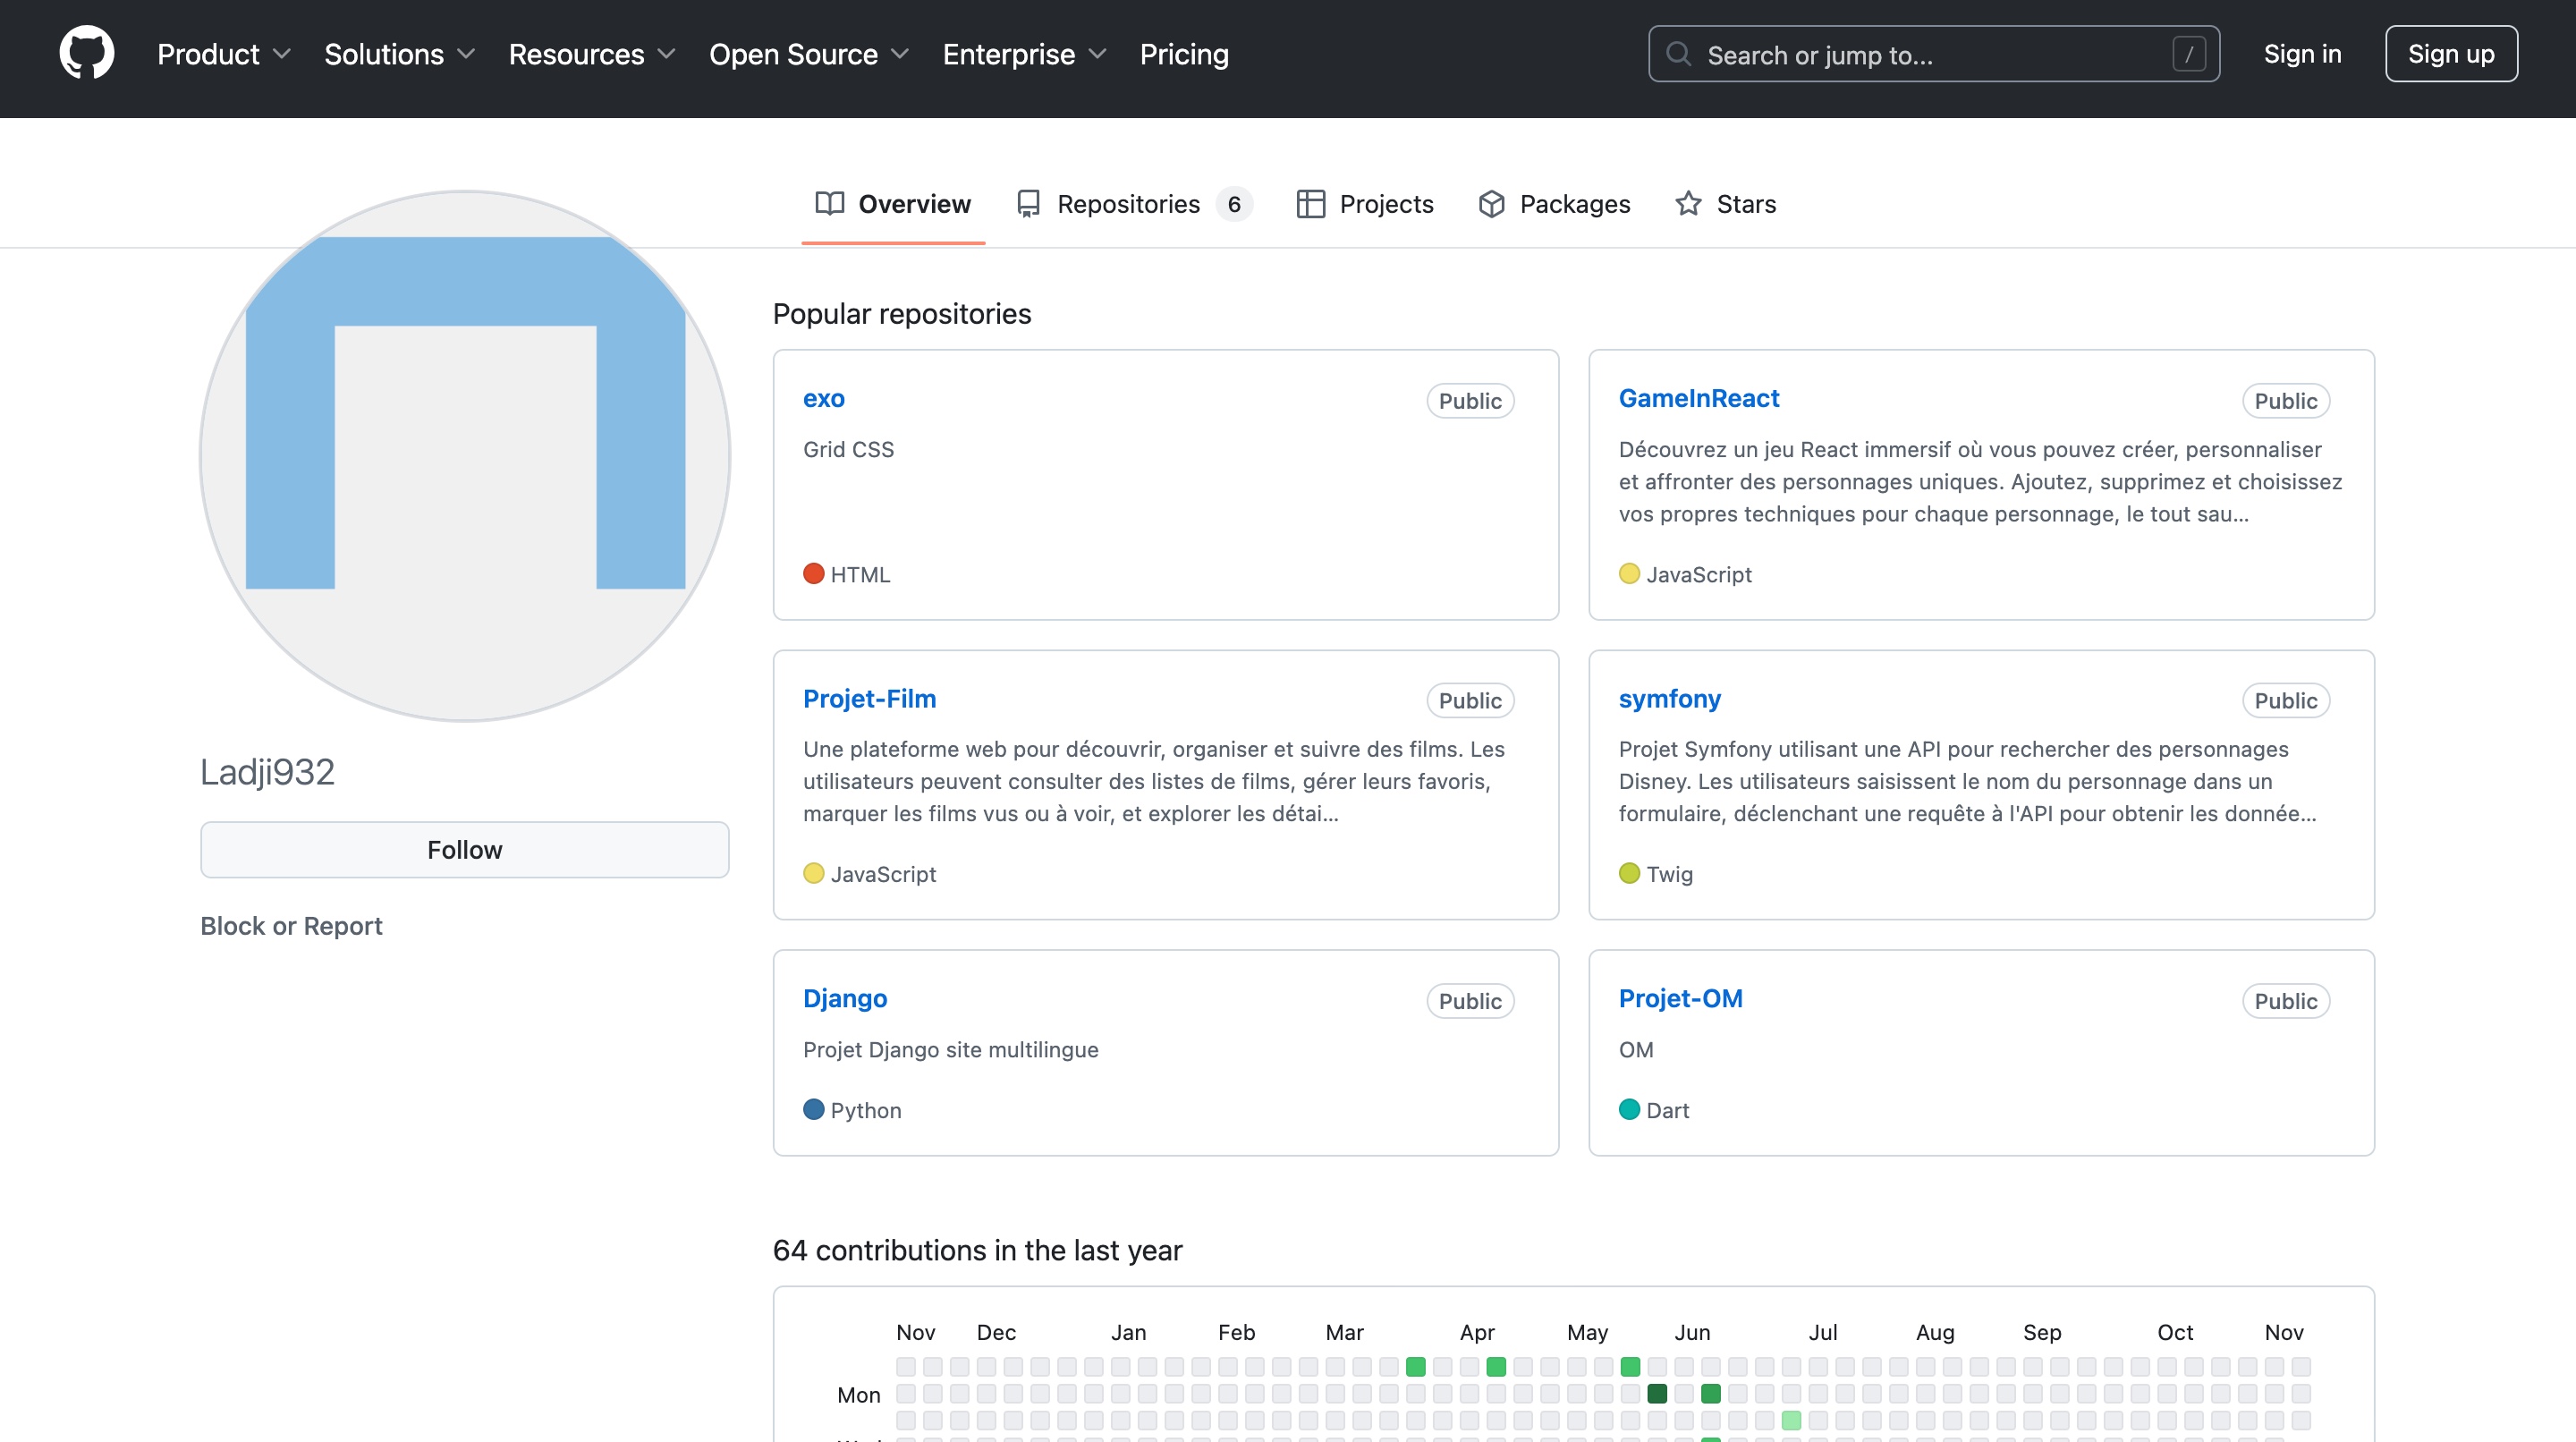 Product Solutions Resources Open Source Enterprise Pricing Search or jump to... / Sign in Sign up
Overview Repositories 6 Projects Packages Stars
Ladji932
Follow
Block or Report
Popular repositories
exo Public
Grid CSS
HTML
GameInReact Public
Découvrez un jeu React immersif où vous pouvez créer, personnaliser
et affronter des personnages uniques. Ajoutez, supprimez et choisissez
vos propres techniques pour chaque personnage, le tout sau...
JavaScript
Projet-Film Public
Une plateforme web pour découvrir, organiser et suivre des films. Les
utilisateurs peuvent consulter des listes de films, gérer leurs favoris,
marquer les films vus ou à voir, et explorer les détai...
JavaScript
symfony Public
Projet Symfony utilisant une API pour rechercher des personnages
Disney. Les utilisateurs saisissent le nom du personnage dans un
formulaire, déclenchant une requête à l'API pour obtenir les donnée...
Twig
Django Public
Projet Django site multilingue
Python
Projet-OM Public
OM
Dart
64 contributions in the last year
Nov Dec Jan Feb Mar Apr May Jun Jul Aug Sep Oct Nov
Mon